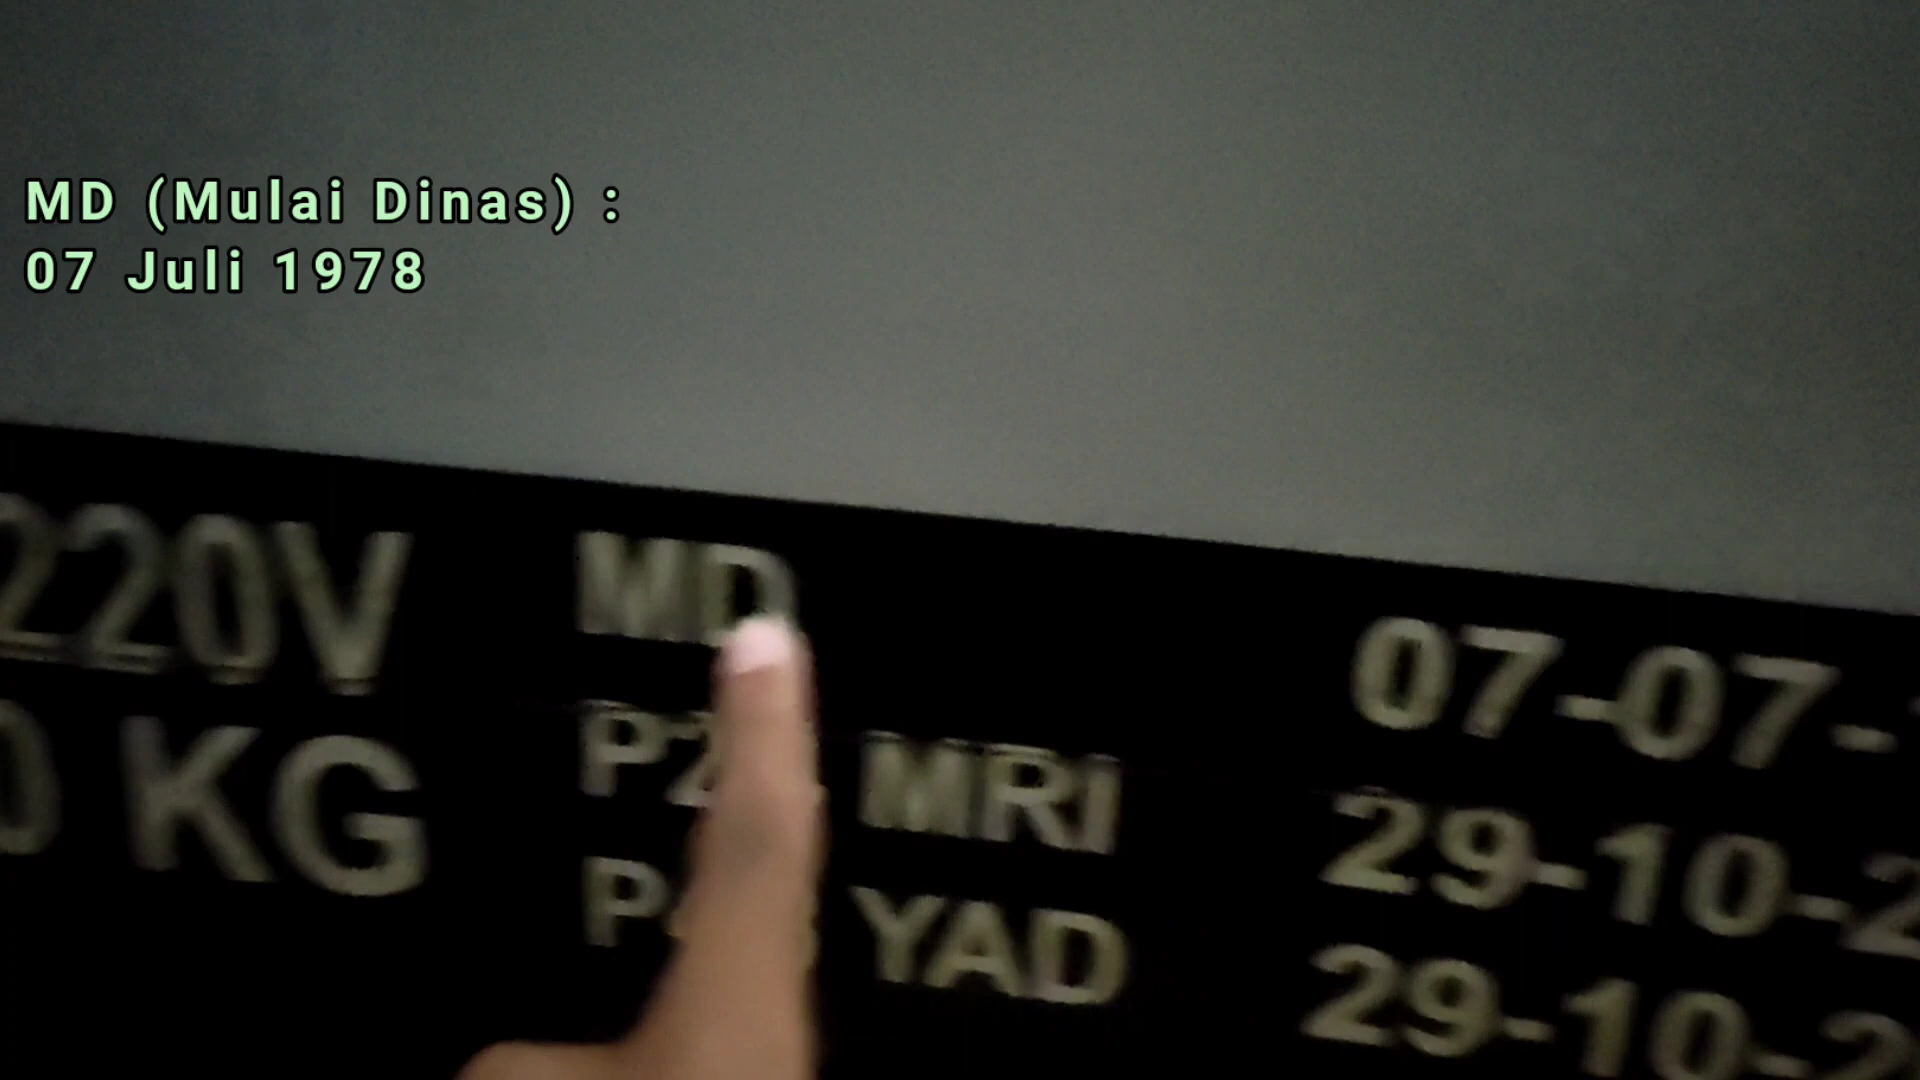 MD (Mulai Dinas) :
07 Juli 1978
220V MD 07-07-
KG MRI 29-10-
YAD 29-10-